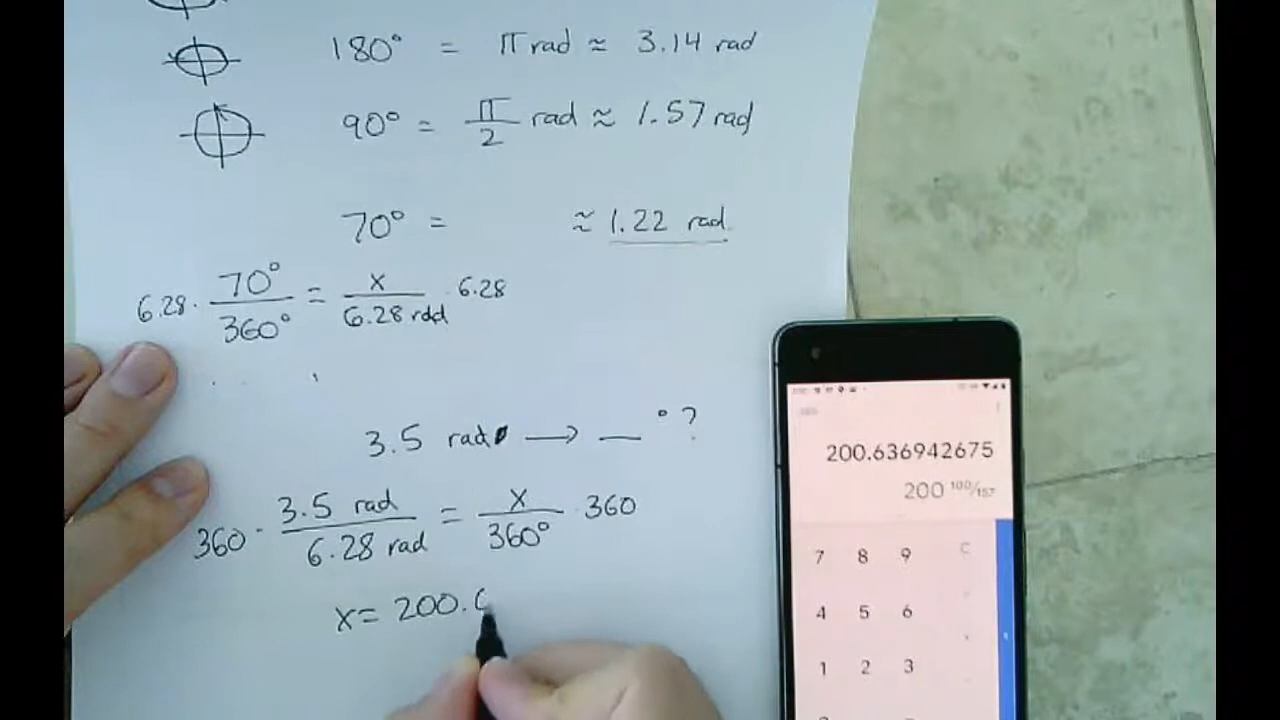 180° = π rad ≈ 3.14 rad
90° = π/2 rad ≈ 1.57 rad
70° = ≈ 1.22 rad
6.28 · 70°/360° = x/6.28 rad · 6.28
3.5 rad → __ °?
360 · 3.5 rad/6.28 rad = x/360° · 360
x = 200.
200.636942675
200 100/157
7 8 9 C
4 5 6
1 2 3